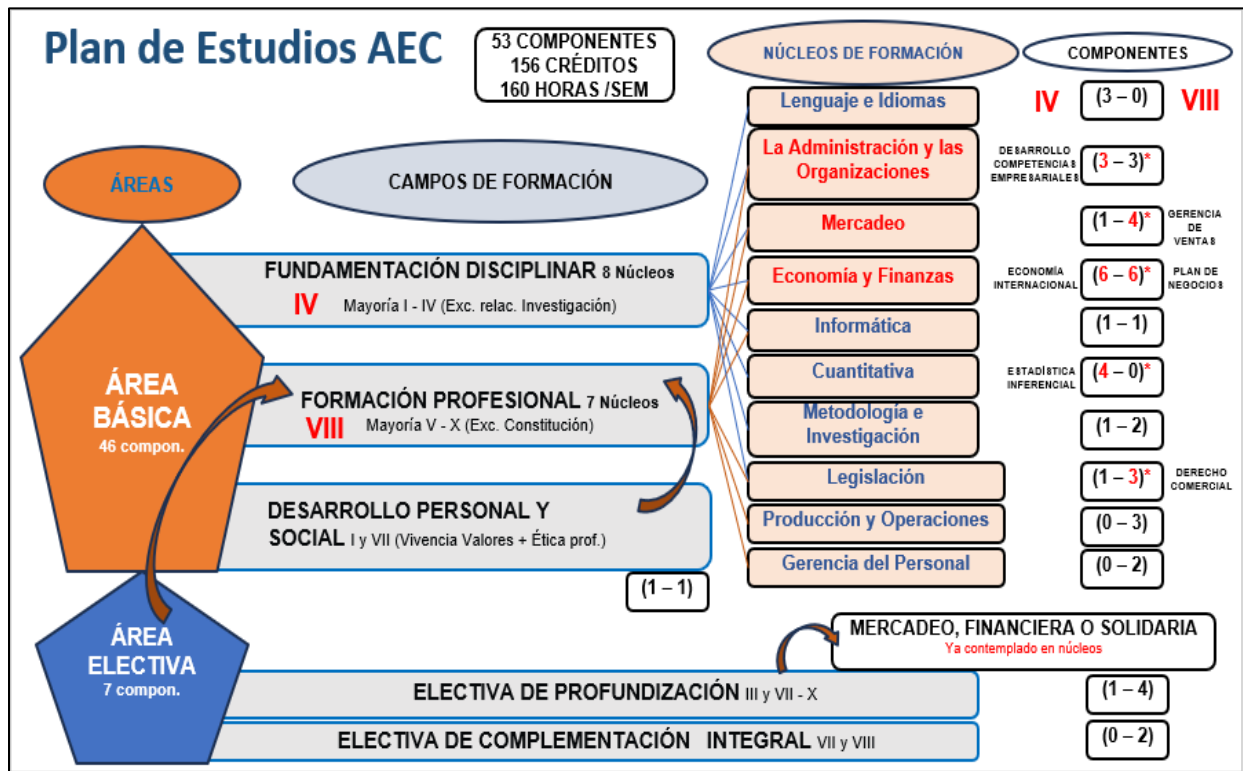 Plan de Estudios AEC
53 COMPONENTES
156 CRÉDITOS
160 HORAS /SEM
NÚCLEOS DE FORMACIÓN
COMPONENTES
ÁREAS
CAMPOS DE FORMACIÓN
Lenguaje e Idiomas
IV
(3 – 0)
VIII
La Administración y las
Organizaciones
DESARROLLO
COMPETENCIAS
EMPRESARIALES
(3 – 3)*
Mercadeo
(1 – 4)*
GERENCIA
DE
VENTAS
Economía y Finanzas
ECONOMÍA
INTERNACIONAL
(6 – 6)*
PLAN DE
NEGOCIOS
Informática
(1 – 1)
Cuantitativa
ESTADÍSTICA
INFERENCIAL
(4 – 0)*
Metodología e
Investigación
(1 – 2)
Legislación
(1 – 3)*
DERECHO
COMERCIAL
Producción y Operaciones
(0 – 3)
Gerencia del Personal
(0 – 2)
ÁREA
BÁSICA
46 compon.
FUNDAMENTACIÓN DISCIPLINAR 8 Núcleos
IV Mayoría I - IV (Exc. relac. Investigación)
FORMACIÓN PROFESIONAL 7 Núcleos
VIII Mayoría V - X (Exc. Constitución)
DESARROLLO PERSONAL Y
SOCIAL I y VII (Vivencia Valores + Ética prof.)
(1 – 1)
ÁREA
ELECTIVA
7 compon.
MERCADEO, FINANCIERA O SOLIDARIA
Ya contemplado en núcleos
ELECTIVA DE PROFUNDIZACIÓN III y VII - X
(1 – 4)
ELECTIVA DE COMPLEMENTACIÓN INTEGRAL VII y VIII
(0 – 2)